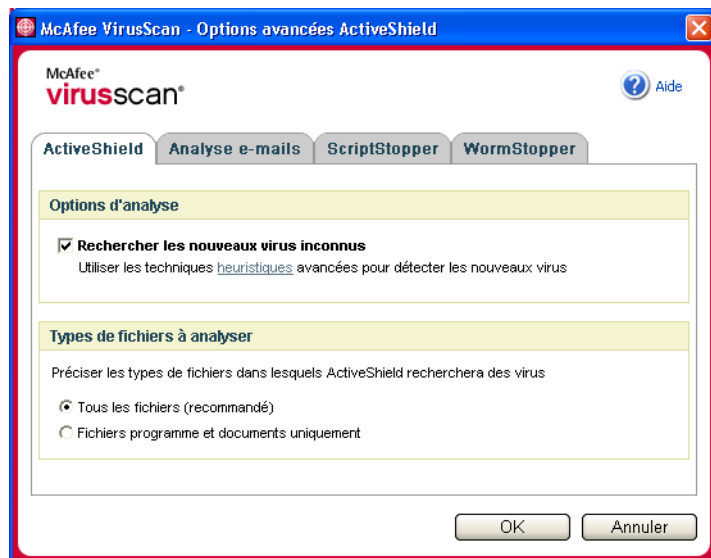 McAfee VirusScan - Options avancées ActiveShield
McAfee®
virusscan®
Aide
ActiveShield
Analyse e-mails
ScriptStopper
WormStopper
Options d'analyse
Rechercher les nouveaux virus inconnus
Utiliser les techniques heuristiques avancées pour détecter les nouveaux virus
Types de fichiers à analyser
Préciser les types de fichiers dans lesquels ActiveShield recherchera des virus
Tous les fichiers (recommandé)
Fichiers programme et documents uniquement
OK
Annuler